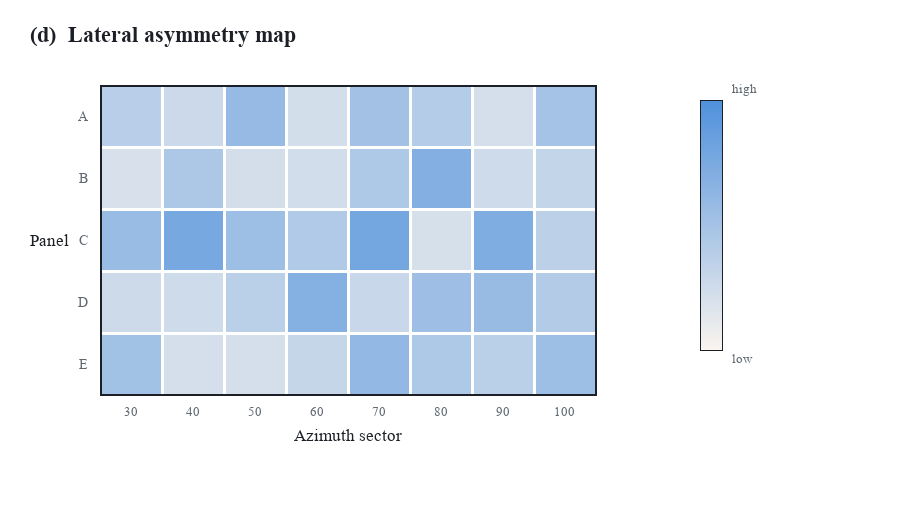 (d) Lateral asymmetry map
high
A
B
Panel C
D
E
low
30 40 50 60 70 80 90 100
Azimuth sector